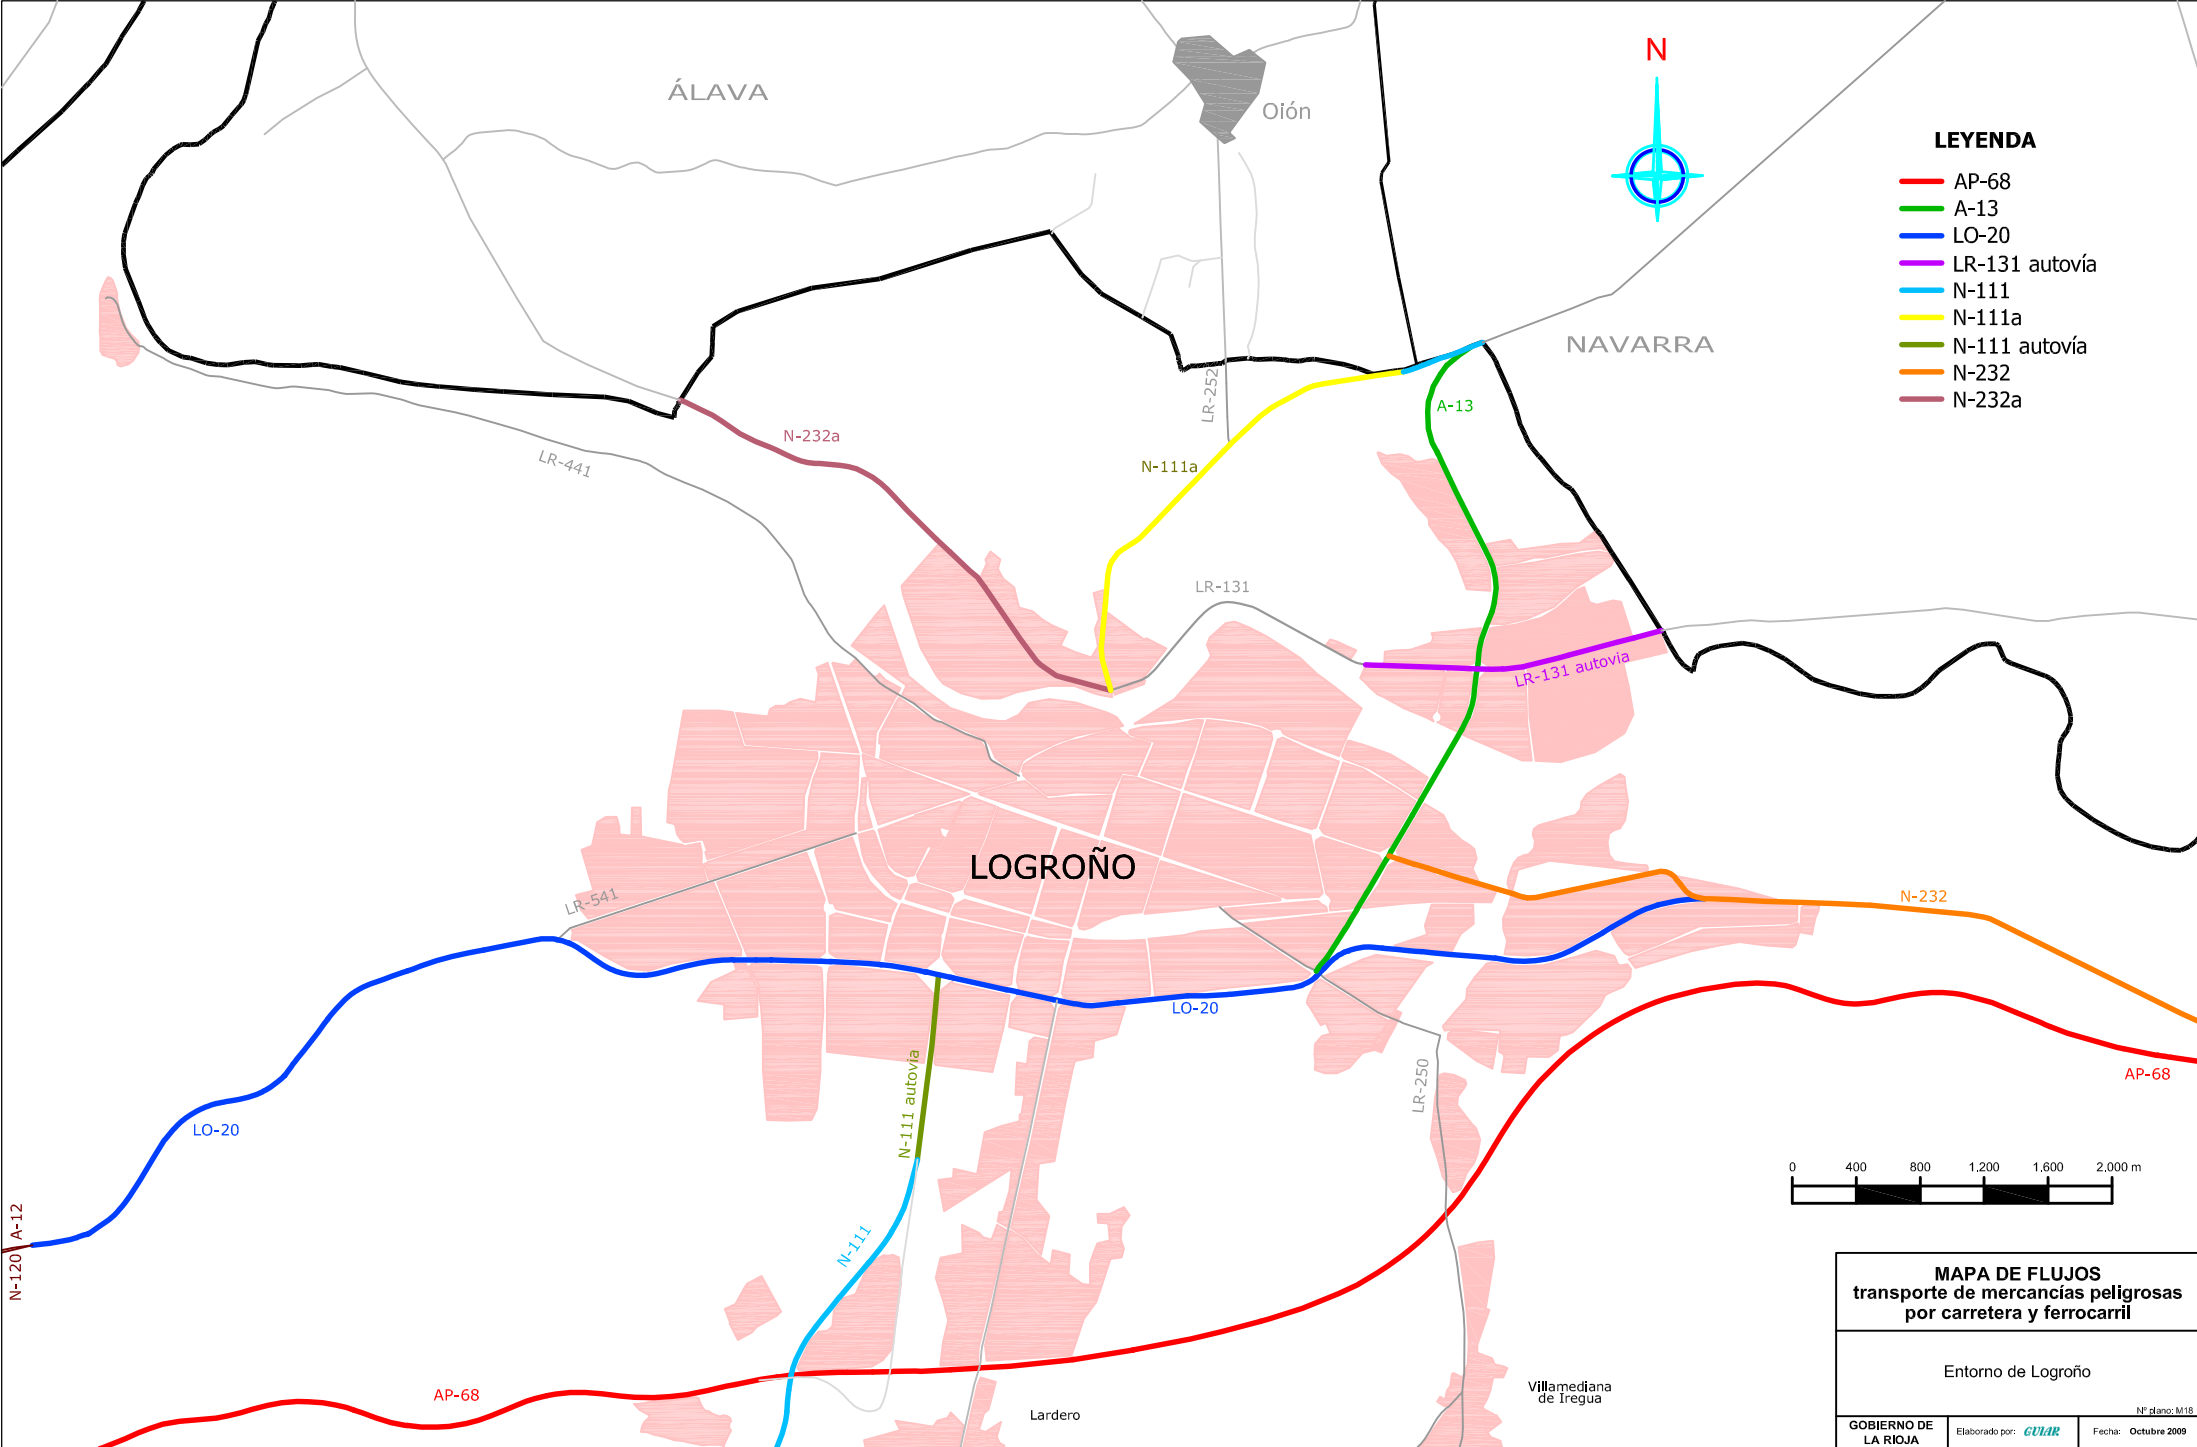 N
ÁLAVA
Oión
LEYENDA
AP-68
A-13
LO-20
LR-131 autovía
N-111
N-111a
N-111 autovía
N-232
N-232a
NAVARRA
LR-252
A-13
N-232a
LR-441
N-111a
LR-131
LR-131 autovia
LOGROÑO
LR-541
N-232
LO-20
N-111 autovia
LR-250
AP-68
LO-20
0 400 800 1.200 1.600 2.000 m
N-120 A-12
N-111
MAPA DE FLUJOS
transporte de mercancías peligrosas
por carretera y ferrocarril
Entorno de Logroño
Nº plano: M18
GOBIERNO DE
LA RIOJA
Elaborado por: GUIAR
Fecha: Octubre 2009
AP-68
Lardero
Villamediana
de Iregua